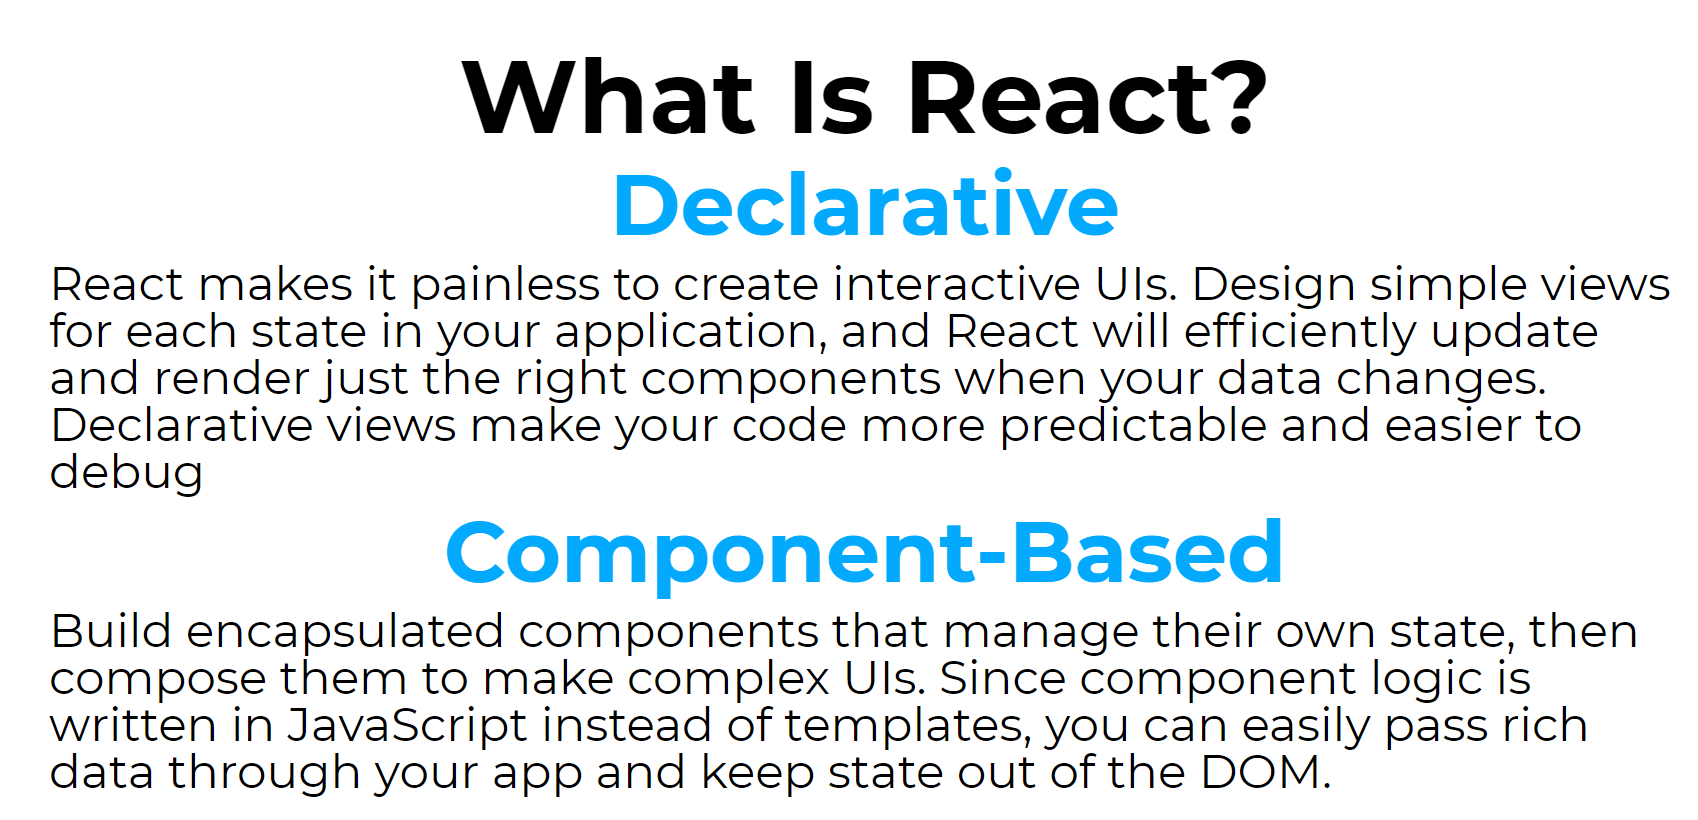 What Is React?
Declarative
React makes it painless to create interactive UIs. Design simple views
for each state in your application, and React will efficiently update
and render just the right components when your data changes.
Declarative views make your code more predictable and easier to
debug
Component-Based
Build encapsulated components that manage their own state, then
compose them to make complex UIs. Since component logic is
written in JavaScript instead of templates, you can easily pass rich
data through your app and keep state out of the DOM.